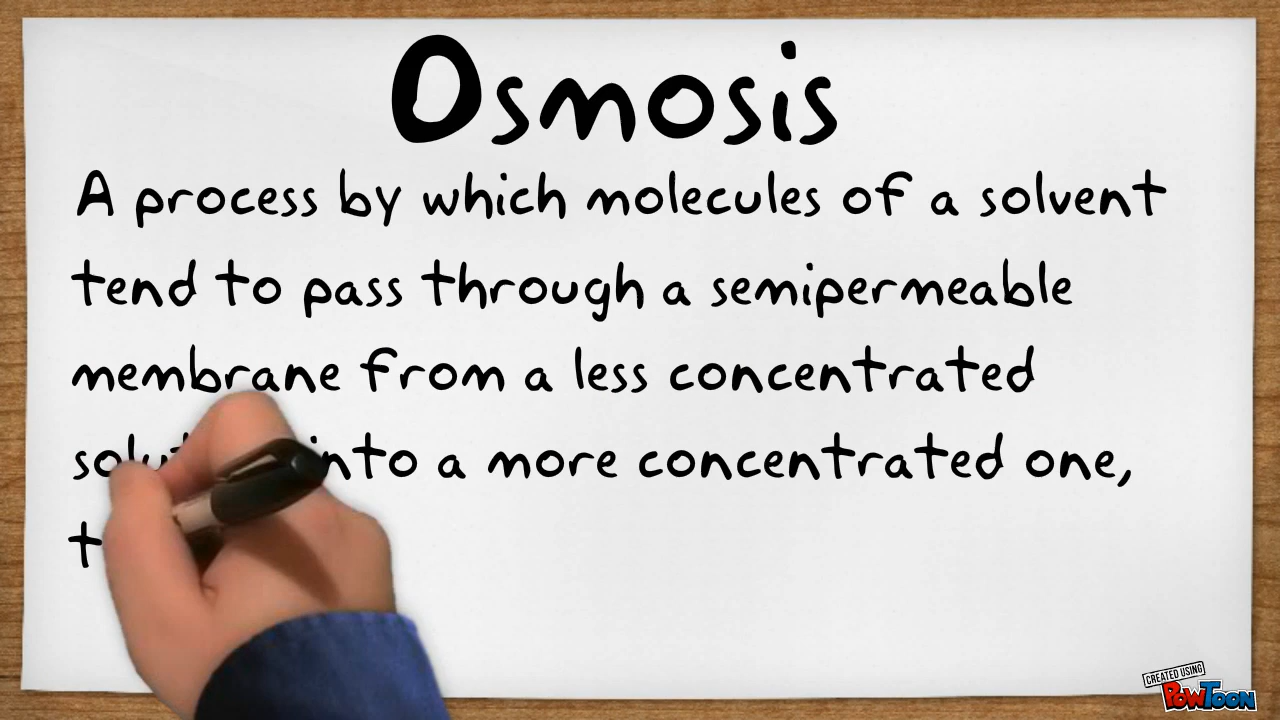 Osmosis
A process by which molecules of a solvent
tend to pass through a semipermeable
membrane from a less concentrated
into a more concentrated one,
CREATED USING
POWTOON